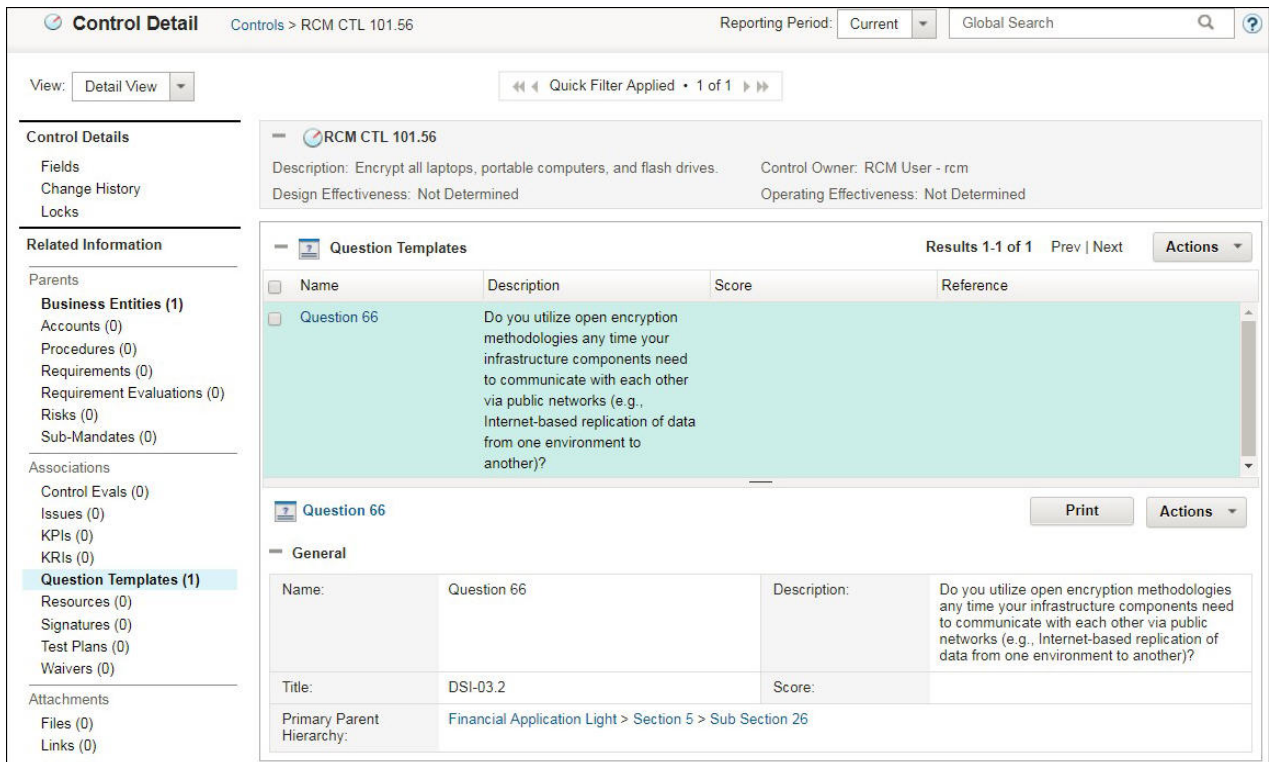 Control Detail Controls > RCM CTL 101.56 Reporting Period: Current Global Search ?
View: Detail View Quick Filter Applied • 1 of 1
Control Details
Fields
Change History
Locks
Related Information
Parents
Business Entities (1)
Accounts (0)
Procedures (0)
Requirements (0)
Requirement Evaluations (0)
Risks (0)
Sub-Mandates (0)
Associations
Control Evals (0)
Issues (0)
KPIs (0)
KRIs (0)
Question Templates (1)
Resources (0)
Signatures (0)
Test Plans (0)
Waivers (0)
Attachments
Files (0)
Links (0)
RCM CTL 101.56
Description: Encrypt all laptops, portable computers, and flash drives. Control Owner: RCM User - rcm
Design Effectiveness: Not Determined Operating Effectiveness: Not Determined
? Question Templates Results 1-1 of 1 Prev | Next Actions
Name Description Score Reference
Question 66 Do you utilize open encryption
methodologies any time your
infrastructure components need
to communicate with each other
via public networks (e.g.,
Internet-based replication of data
from one environment to
another)?
? Question 66 Print Actions
General
Name: Question 66 Description: Do you utilize open encryption methodologies
any time your infrastructure components need
to communicate with each other via public
networks (e.g., Internet-based replication of
data from one environment to another)?
Title: DSI-03.2 Score:
Primary Parent Financial Application Light > Section 5 > Sub Section 26
Hierarchy: